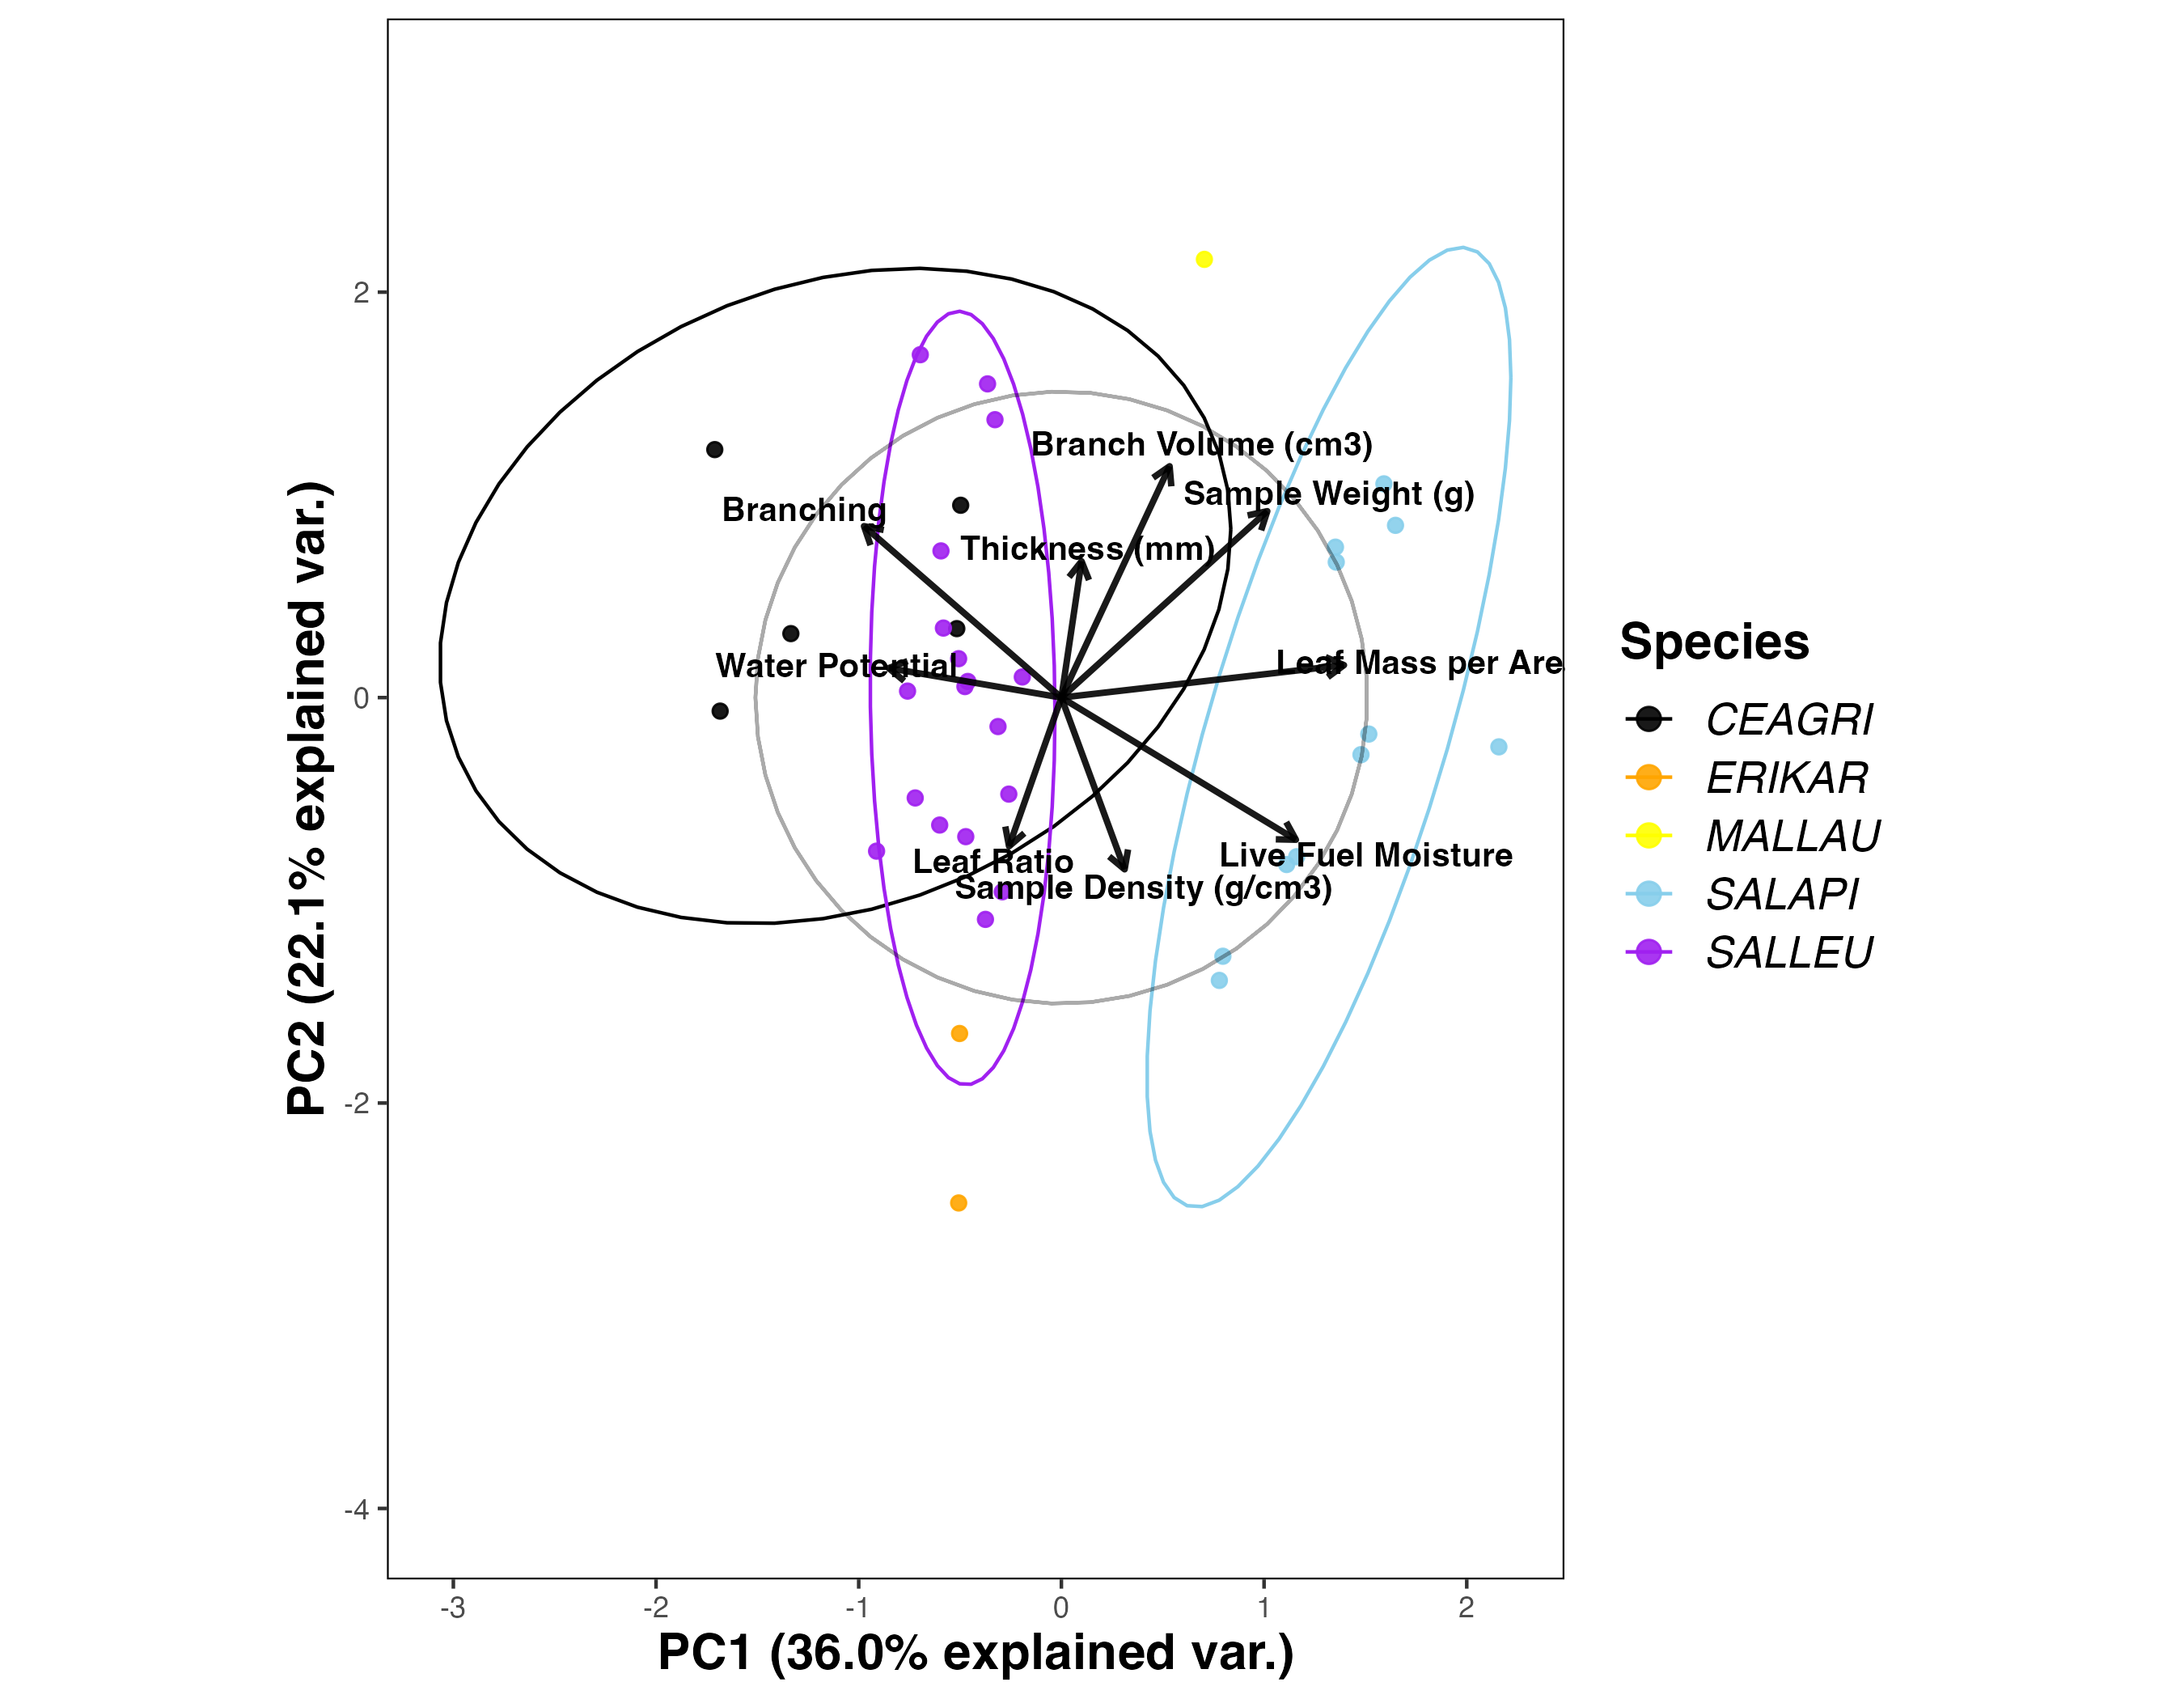 PC2 (22.1% explained var.)
2
0
-2
-4
Branch Volume (cm3)
Sample Weight (g)
Branching
Thickness (mm)
Water Potential
Leaf Mass per Are
Leaf Ratio
Live Fuel Moisture
Sample Density (g/cm3)
-3
-2
-1
0
1
2
PC1 (36.0% explained var.)
Species
CEAGRI
ERIKAR
MALLAU
SALAPI
SALLEU